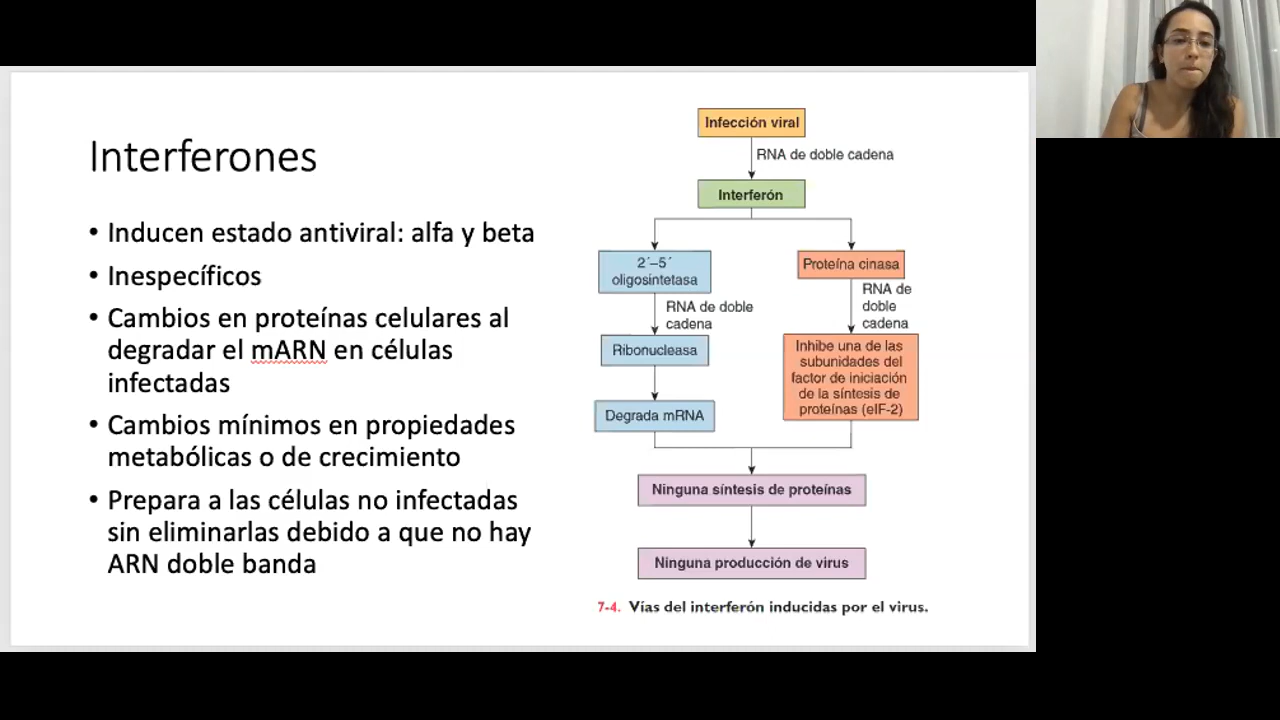 Interferones
• Inducen estado antiviral: alfa y beta
• Inespecíficos
• Cambios en proteínas celulares al
degradar el mARN en células
infectadas
• Cambios mínimos en propiedades
metabólicas o de crecimiento
• Prepara a las células no infectadas
sin eliminarlas debido a que no hay
ARN doble banda
Infección viral
RNA de doble cadena
Interferón
2´–5´
oligosintetasa
Proteína cinasa
RNA de doble
cadena
RNA de
doble
cadena
Ribonucleasa
Inhibe una de las
subunidades del
factor de iniciación
de la síntesis de
proteínas (eIF-2)
Degrada mRNA
Ninguna síntesis de proteínas
Ninguna producción de virus
7-4. Vías del interferón inducidas por el virus.